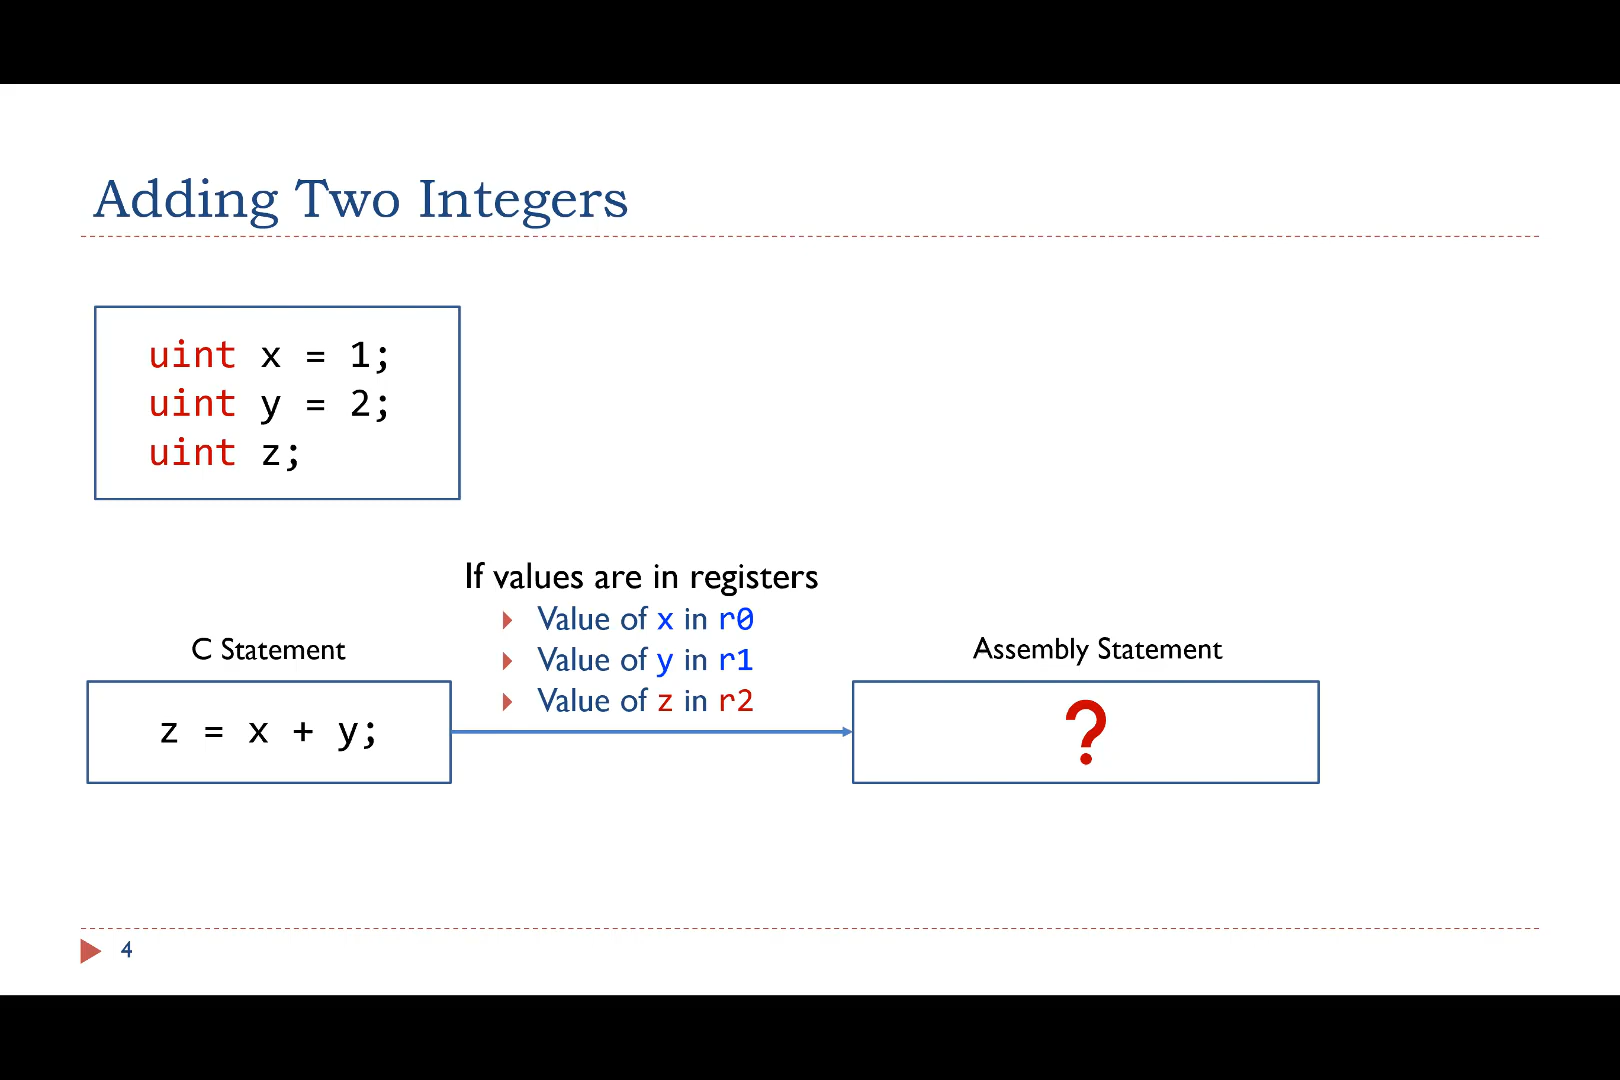 Adding Two Integers
uint x = 1;
uint y = 2;
uint z;
If values are in registers
Value of x in r0
Value of y in r1
Value of z in r2
C Statement
z = x + y;
Assembly Statement
?
4